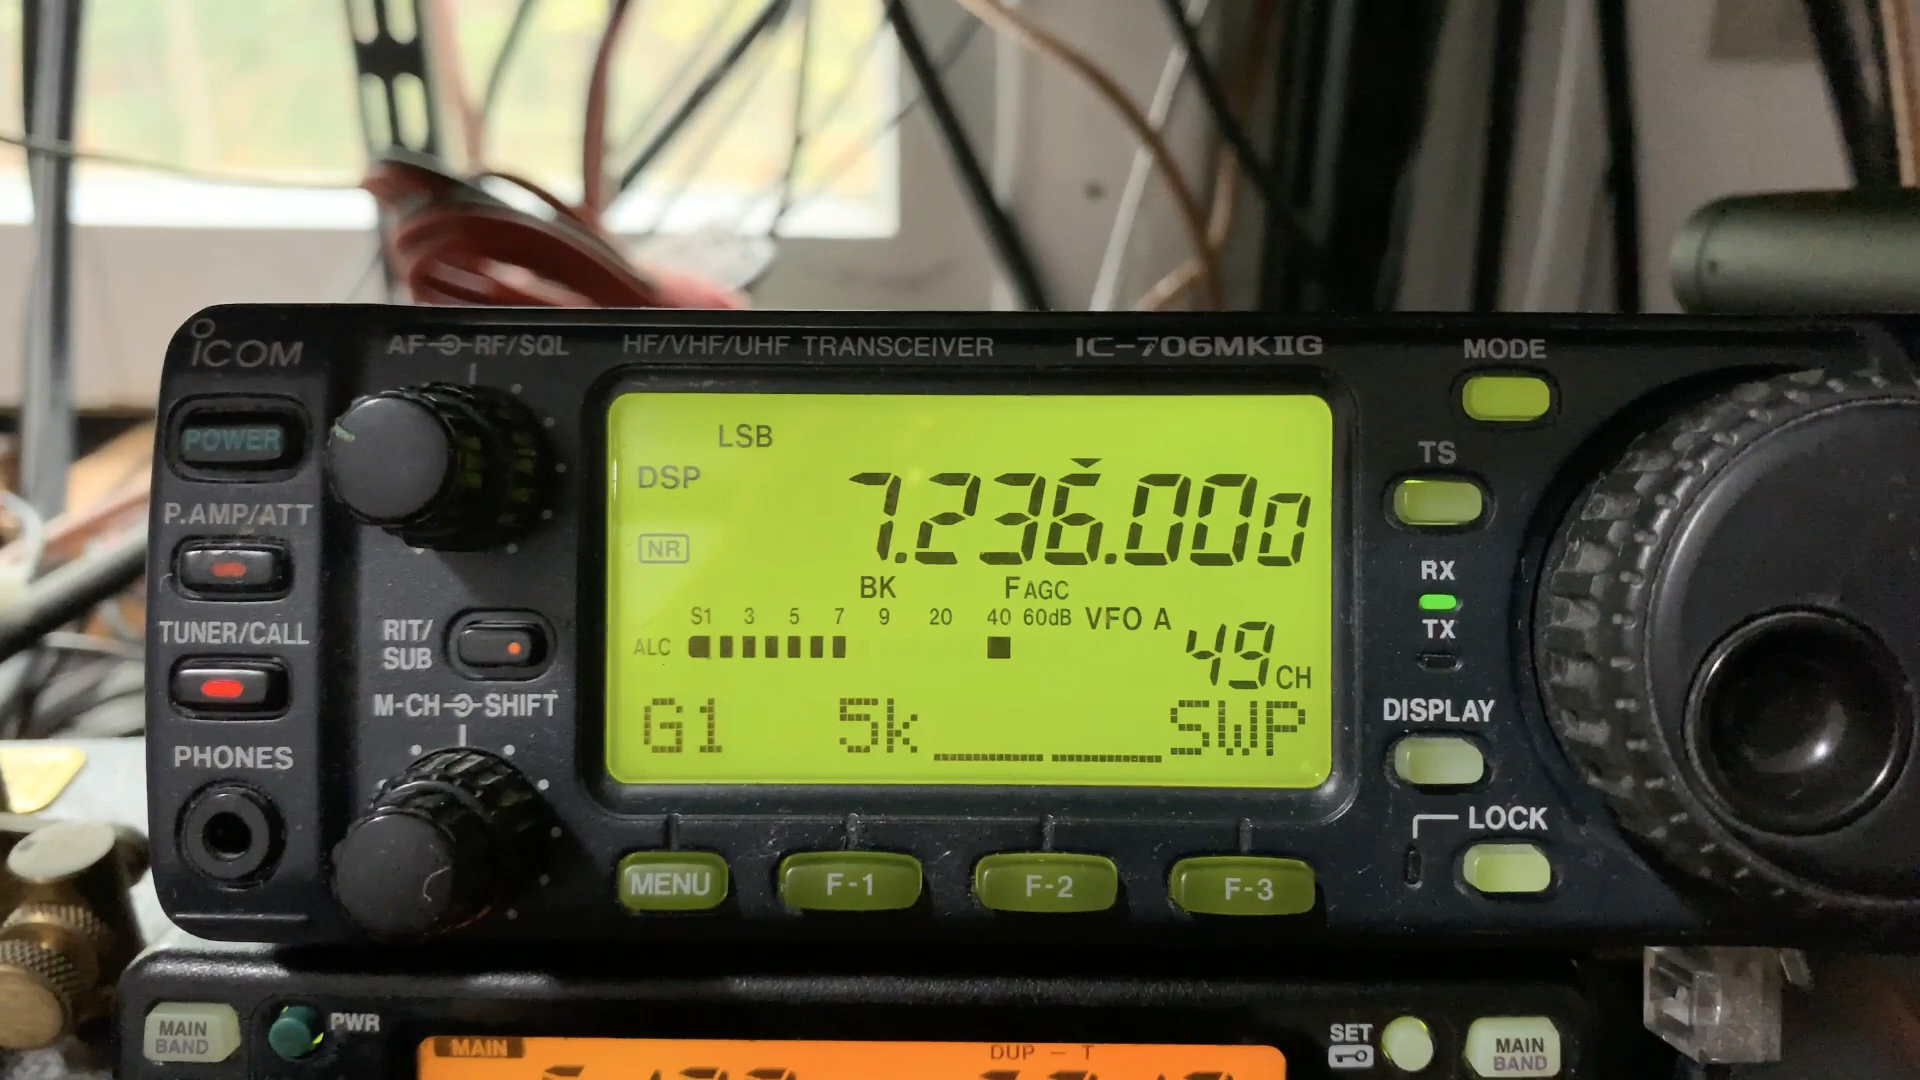 ICOM
AF RF/SQL
HF/VHF/UHF TRANSCEIVER
IC-706MKIIG
MODE
POWER
LSB
DSP
7.236.000
TS
P.AMP/ATT
NR
BK
F AGC
RX
S1 3 5 7 9 20 40 60dB VFO A
TUNER/CALL
RIT/
SUB
ALC
49 CH
TX
M-CH SHIFT
G1 5k SWP
DISPLAY
PHONES
LOCK
MENU F-1 F-2 F-3
MAIN
BAND
PWR
MAIN
DUP - T
SET
MAIN
BAND